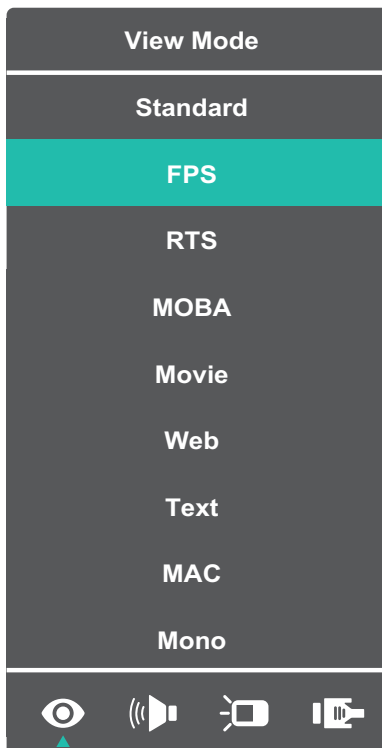 View Mode
Standard
FPS
RTS
MOBA
Movie
Web
Text
MAC
Mono